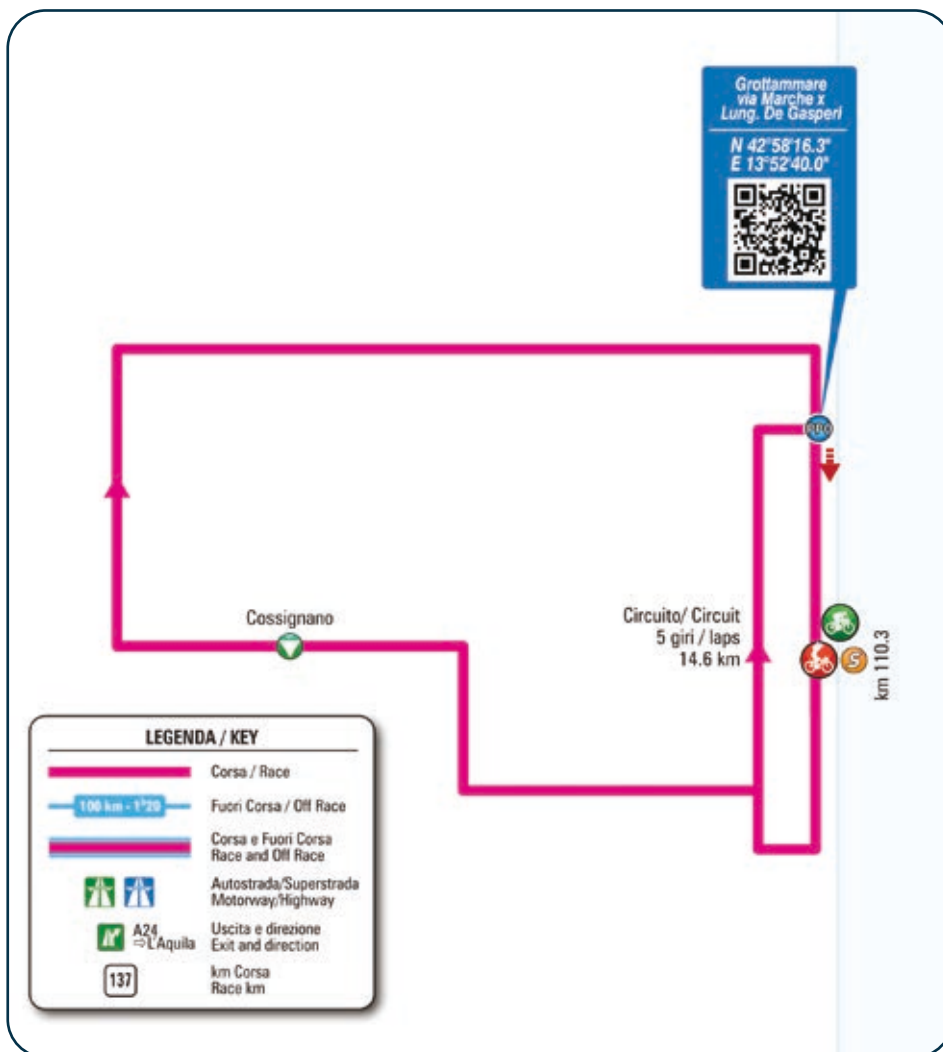 Grottammare
via Marche x
Lung. De Gasperi
N 42°58'16.3"
E 13°52'40.0"
PPO
Cossignano
Circuito/ Circuit
5 giri / laps
14.6 km
S
km 110.3
LEGENDA / KEY
Corsa / Race
100 km - 1h20
Fuori Corsa / Off Race
Corsa e Fuori Corsa
Race and Off Race
Autostrada/Superstrada
Motorway/Highway
A24
⇨L'Aquila
Uscita e direzione
Exit and direction
137
km Corsa
Race km